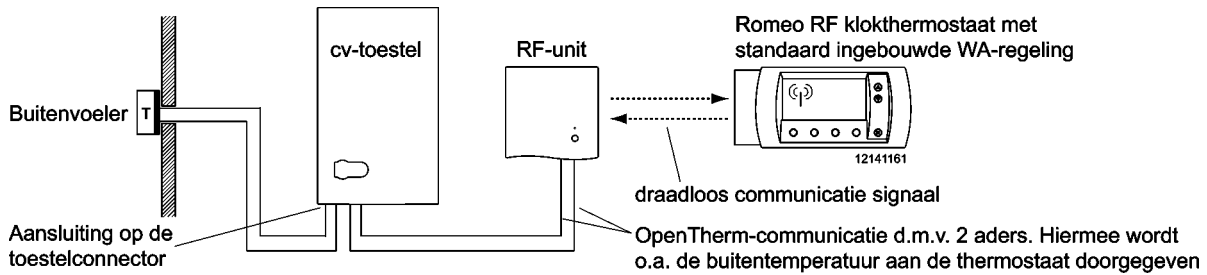 cv-toestel
RF-unit
Romeo RF klokthermostaat met
standaard ingebouwde WA-regeling
Buitenvoeler
T
12141161
draadloos communicatie signaal
Aansluiting op de
toestelconnector
OpenTherm-communicatie d.m.v. 2 aders. Hiermee wordt
o.a. de buitentemperatuur aan de thermostaat doorgegeven